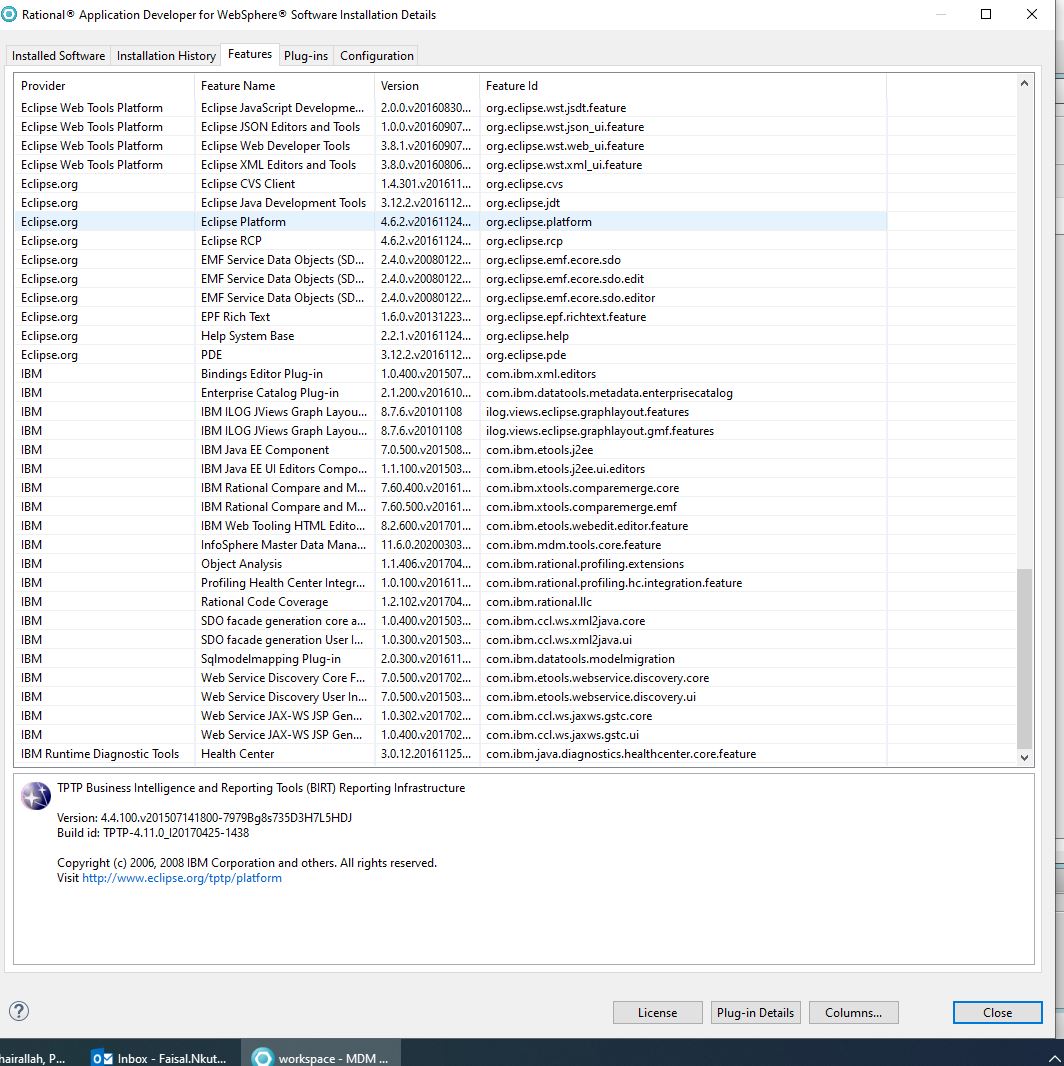 Rational® Application Developer for WebSphere® Software Installation Details
Installed Software Installation History Features Plug-ins Configuration
Provider Feature Name Version Feature Id
Eclipse Web Tools Platform Eclipse JavaScript Developme... 2.0.0.v20160830... org.eclipse.wst.jsdt.feature
Eclipse Web Tools Platform Eclipse JSON Editors and Tools 1.0.0.v20160907... org.eclipse.wst.json_ui.feature
Eclipse Web Tools Platform Eclipse Web Developer Tools 3.8.1.v20160907... org.eclipse.wst.web_ui.feature
Eclipse Web Tools Platform Eclipse XML Editors and Tools 3.8.0.v20160806... org.eclipse.wst.xml_ui.feature
Eclipse.org Eclipse CVS Client 1.4.301.v201611... org.eclipse.cvs
Eclipse.org Eclipse Java Development Tools 3.12.2.v2016112... org.eclipse.jdt
Eclipse.org Eclipse Platform 4.6.2.v20161124... org.eclipse.platform
Eclipse.org Eclipse RCP 4.6.2.v20161124... org.eclipse.rcp
Eclipse.org EMF Service Data Objects (SD... 2.4.0.v20080122... org.eclipse.emf.ecore.sdo
Eclipse.org EMF Service Data Objects (SD... 2.4.0.v20080122... org.eclipse.emf.ecore.sdo.edit
Eclipse.org EMF Service Data Objects (SD... 2.4.0.v20080122... org.eclipse.emf.ecore.sdo.editor
Eclipse.org EPF Rich Text 1.6.0.v20131223... org.eclipse.epf.richtext.feature
Eclipse.org Help System Base 2.2.1.v20161124... org.eclipse.help
Eclipse.org PDE 3.12.2.v2016112... org.eclipse.pde
IBM Bindings Editor Plug-in 1.0.400.v201507... com.ibm.xml.editors
IBM Enterprise Catalog Plug-in 2.1.200.v201610... com.ibm.datatools.metadata.enterprisecatalog
IBM IBM ILOG JViews Graph Layou... 8.7.6.v20101108 ilog.views.eclipse.graphlayout.features
IBM IBM ILOG JViews Graph Layou... 8.7.6.v20101108 ilog.views.eclipse.graphlayout.gmf.features
IBM IBM Java EE Component 7.0.500.v201508... com.ibm.etools.j2ee
IBM IBM Java EE UI Editors Compo... 1.1.100.v201503... com.ibm.etools.j2ee.ui.editors
IBM IBM Rational Compare and M... 7.60.400.v20161... com.ibm.xtools.comparemerge.core
IBM IBM Rational Compare and M... 7.60.500.v20161... com.ibm.xtools.comparemerge.emf
IBM IBM Web Tooling HTML Edito... 8.2.600.v201701... com.ibm.etools.webedit.editor.feature
IBM InfoSphere Master Data Mana... 11.6.0.20200303... com.ibm.mdm.tools.core.feature
IBM Object Analysis 1.1.406.v201704... com.ibm.rational.profiling.extensions
IBM Profiling Health Center Integr... 1.0.100.v201611... com.ibm.rational.profiling.hc.integration.feature
IBM Rational Code Coverage 1.2.102.v201704... com.ibm.rational.llc
IBM SDO facade generation core a... 1.0.400.v201503... com.ibm.ccl.ws.xml2java.core
IBM SDO facade generation User I... 1.0.300.v201503... com.ibm.ccl.ws.xml2java.ui
IBM Sqlmodelmapping Plug-in 2.0.300.v201611... com.ibm.datatools.modelmigration
IBM Web Service Discovery Core F... 7.0.500.v201702... com.ibm.etools.webservice.discovery.core
IBM Web Service Discovery User In... 7.0.500.v201503... com.ibm.etools.webservice.discovery.ui
IBM Web Service JAX-WS JSP Gen... 1.0.302.v201702... com.ibm.ccl.ws.jaxws.gstc.core
IBM Web Service JAX-WS JSP Gen... 1.0.400.v201702... com.ibm.ccl.ws.jaxws.gstc.ui
IBM Runtime Diagnostic Tools Health Center 3.0.12.20161125... com.ibm.java.diagnostics.healthcenter.core.feature
TPTP Business Intelligence and Reporting Tools (BIRT) Reporting Infrastructure
Version: 4.4.100.v201507141800-7979Bg8s735D3H7L5HDJ
Build id: TPTP-4.11.0_I20170425-1438
Copyright (c) 2006, 2008 IBM Corporation and others. All rights reserved.
Visit http://www.eclipse.org/tptp/platform
? License Plug-in Details Columns... Close
hairallah, P... Inbox - Faisal.Nkut... workspace - MDM ...